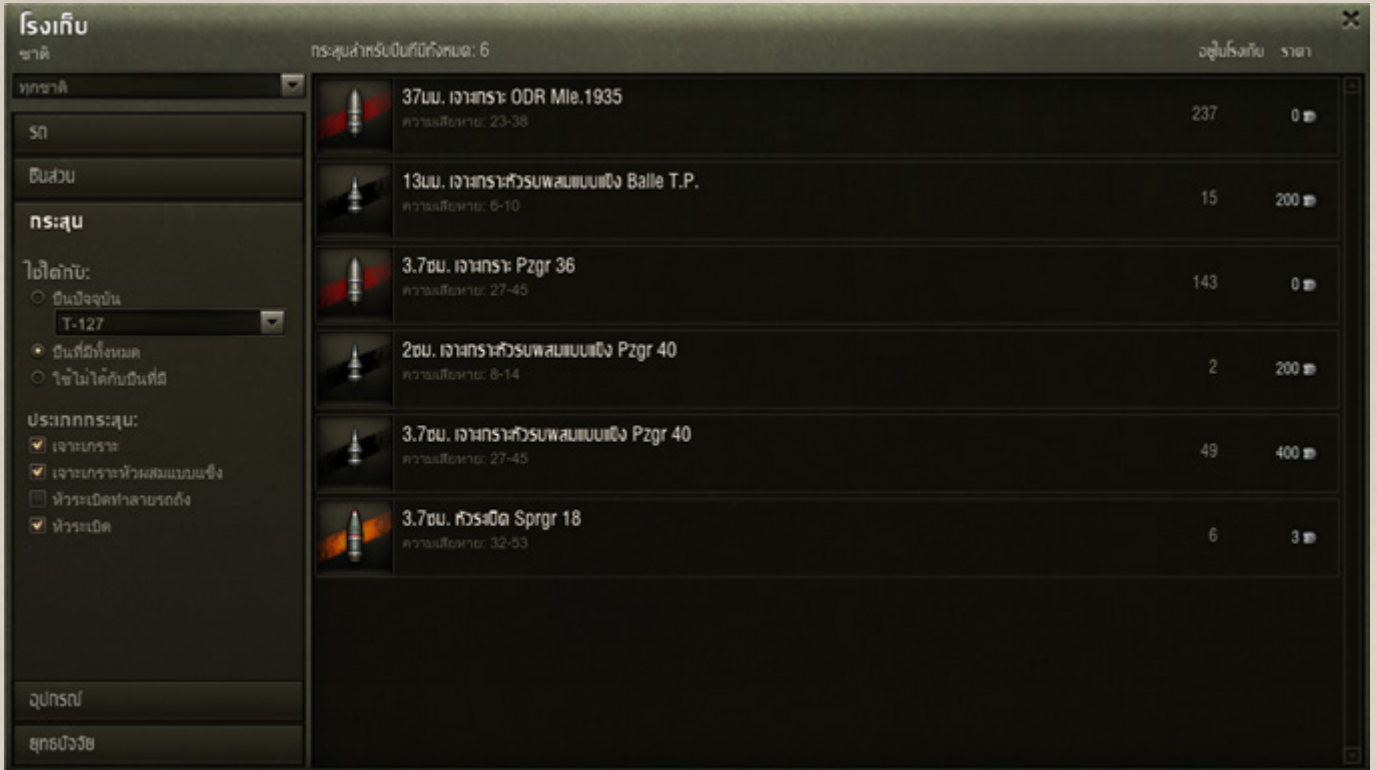 โรงเก็บ
ชาติ
ทุกชาติ
รถ
ชิ้นส่วน
กระสุน
ใช้ได้กับ:
ปืนปัจจุบัน
T-127
ปืนที่มีทั้งหมด
ใช้ไม่ได้กับปืนที่มี
ประเภทกระสุน:
เจาะเกราะ
เจาะเกราะหัวผสมแบบแข็ง
หัวระเบิดทำลายรถถัง
หัวระเบิด
อุปกรณ์
ยุทธปัจจัย
กระสุนสำหรับปืนที่มีทั้งหมด: 6
อยู่ในโรงเก็บ ราคา
37มม. เจาะเกราะ ODR Mle.1935
ความเสียหาย: 23-38
237 0
13มม. เจาะเกราะหัวรบผสมแบบแข็ง Balle T.P.
ความเสียหาย: 6-10
15 200
3.7ซม. เจาะเกราะ Pzgr 36
ความเสียหาย: 27-45
143 0
2ซม. เจาะเกราะหัวรบผสมแบบแข็ง Pzgr 40
ความเสียหาย: 8-14
2 200
3.7ซม. เจาะเกราะหัวรบผสมแบบแข็ง Pzgr 40
ความเสียหาย: 27-45
49 400
3.7ซม. หัวระเบิด Sprgr 18
ความเสียหาย: 32-53
6 3